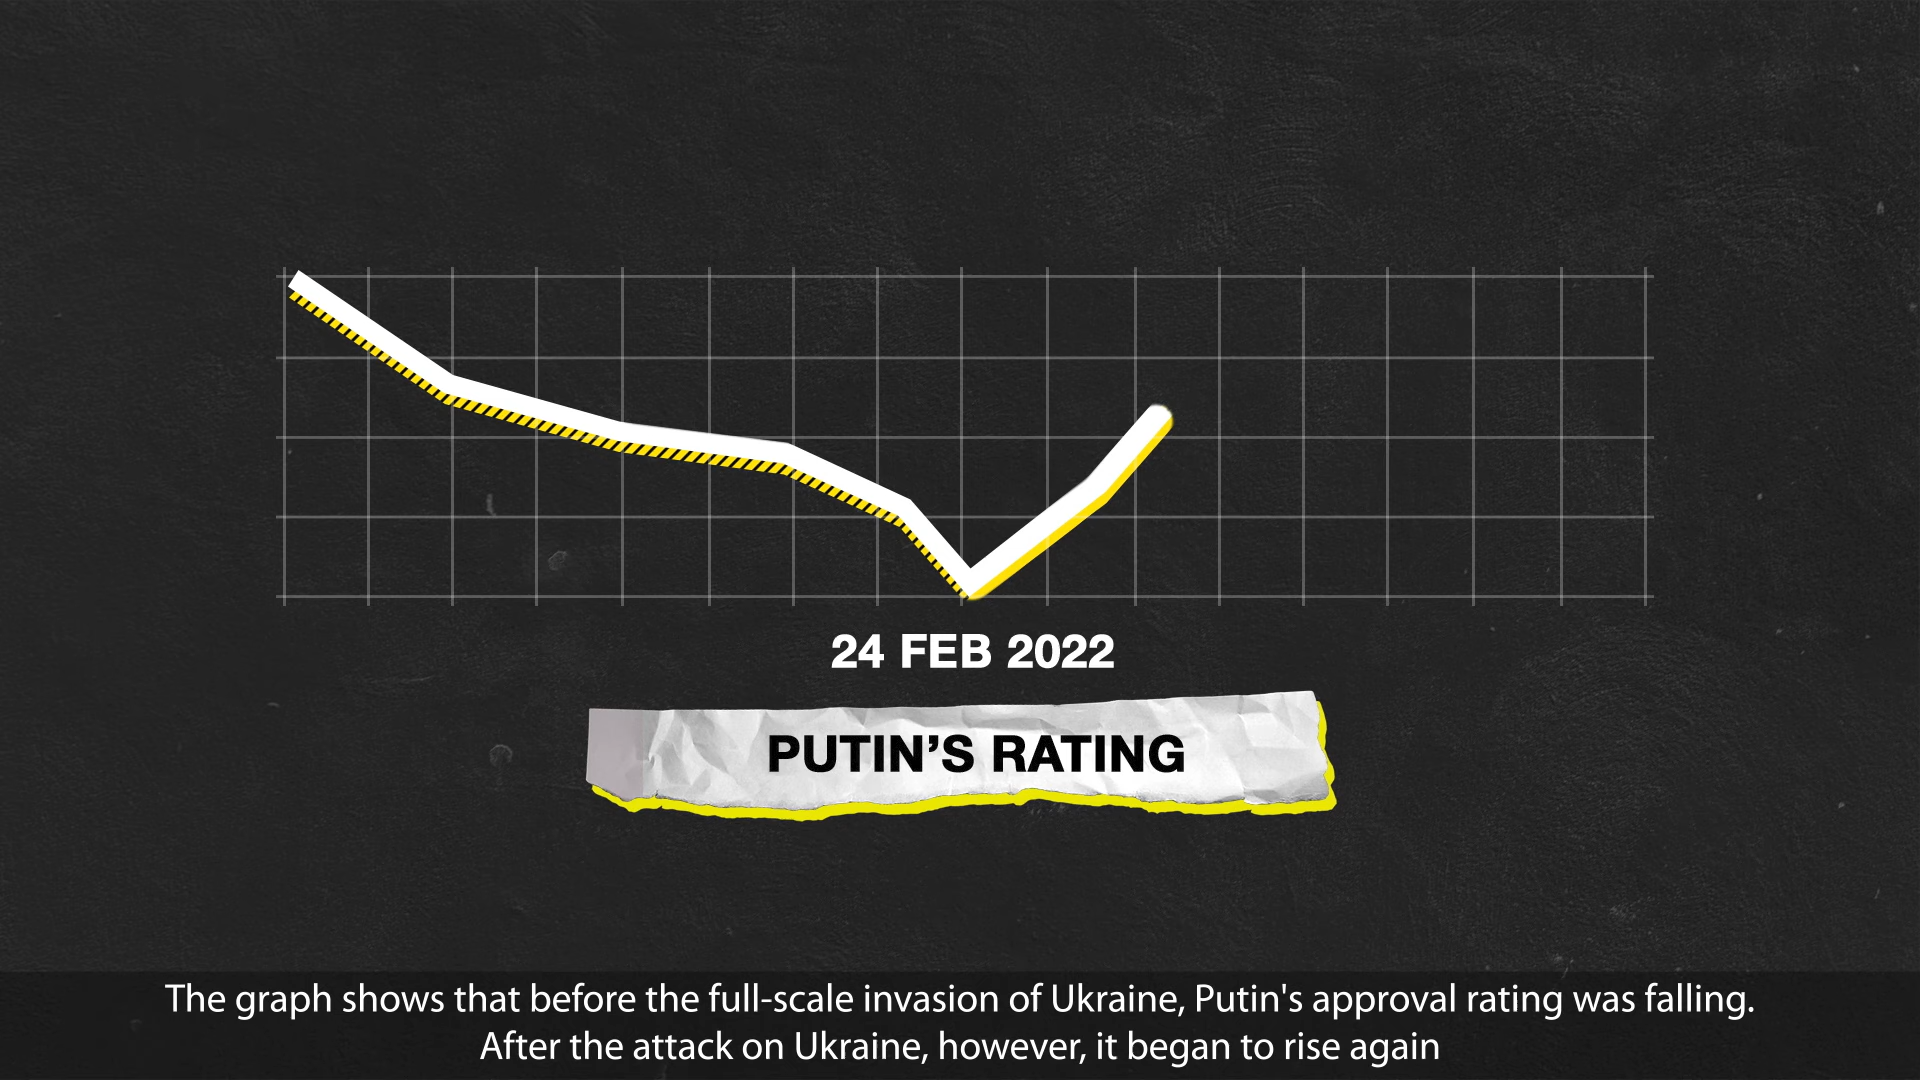 24 FEB 2022
PUTIN’S RATING
The graph shows that before the full-scale invasion of Ukraine, Putin's approval rating was falling.
After the attack on Ukraine, however, it began to rise again